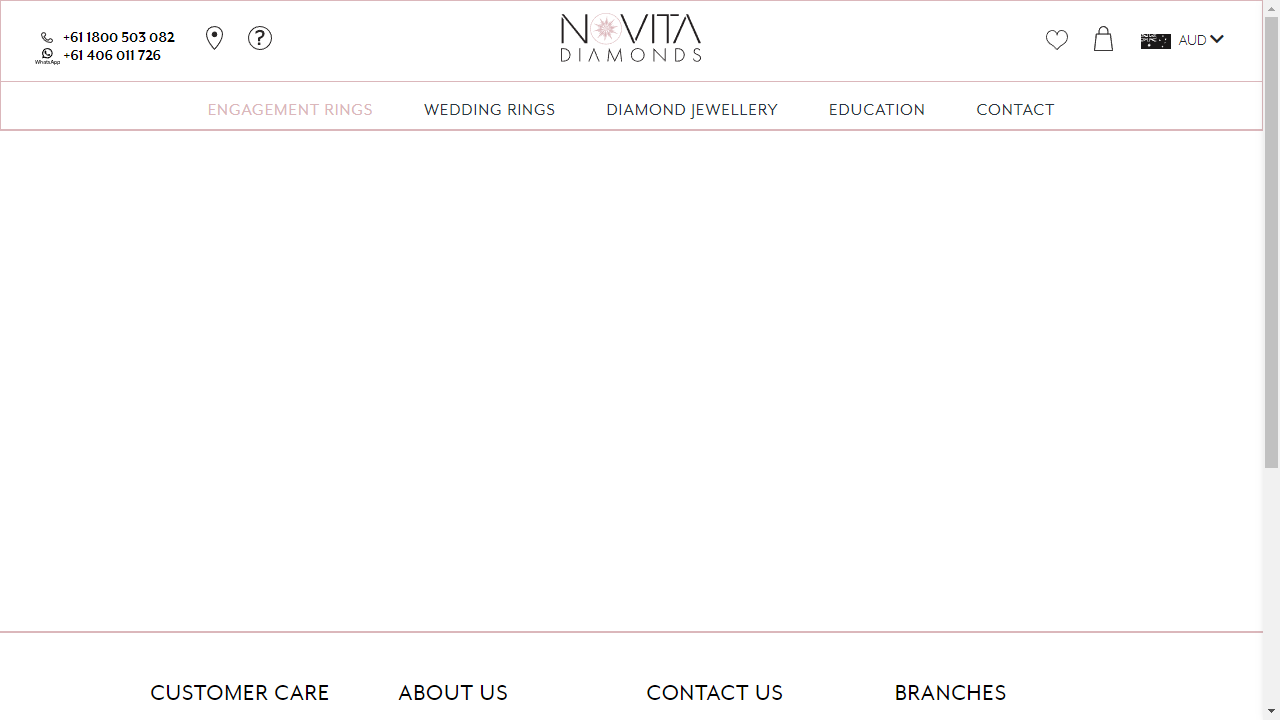 +61 1800 503 082
WhatsApp
+61 406 011 726
?
NOVITA
DIAMONDS
AUD
ENGAGEMENT RINGS
WEDDING RINGS
DIAMOND JEWELLERY
EDUCATION
CONTACT
CUSTOMER CARE
ABOUT US
CONTACT US
BRANCHES